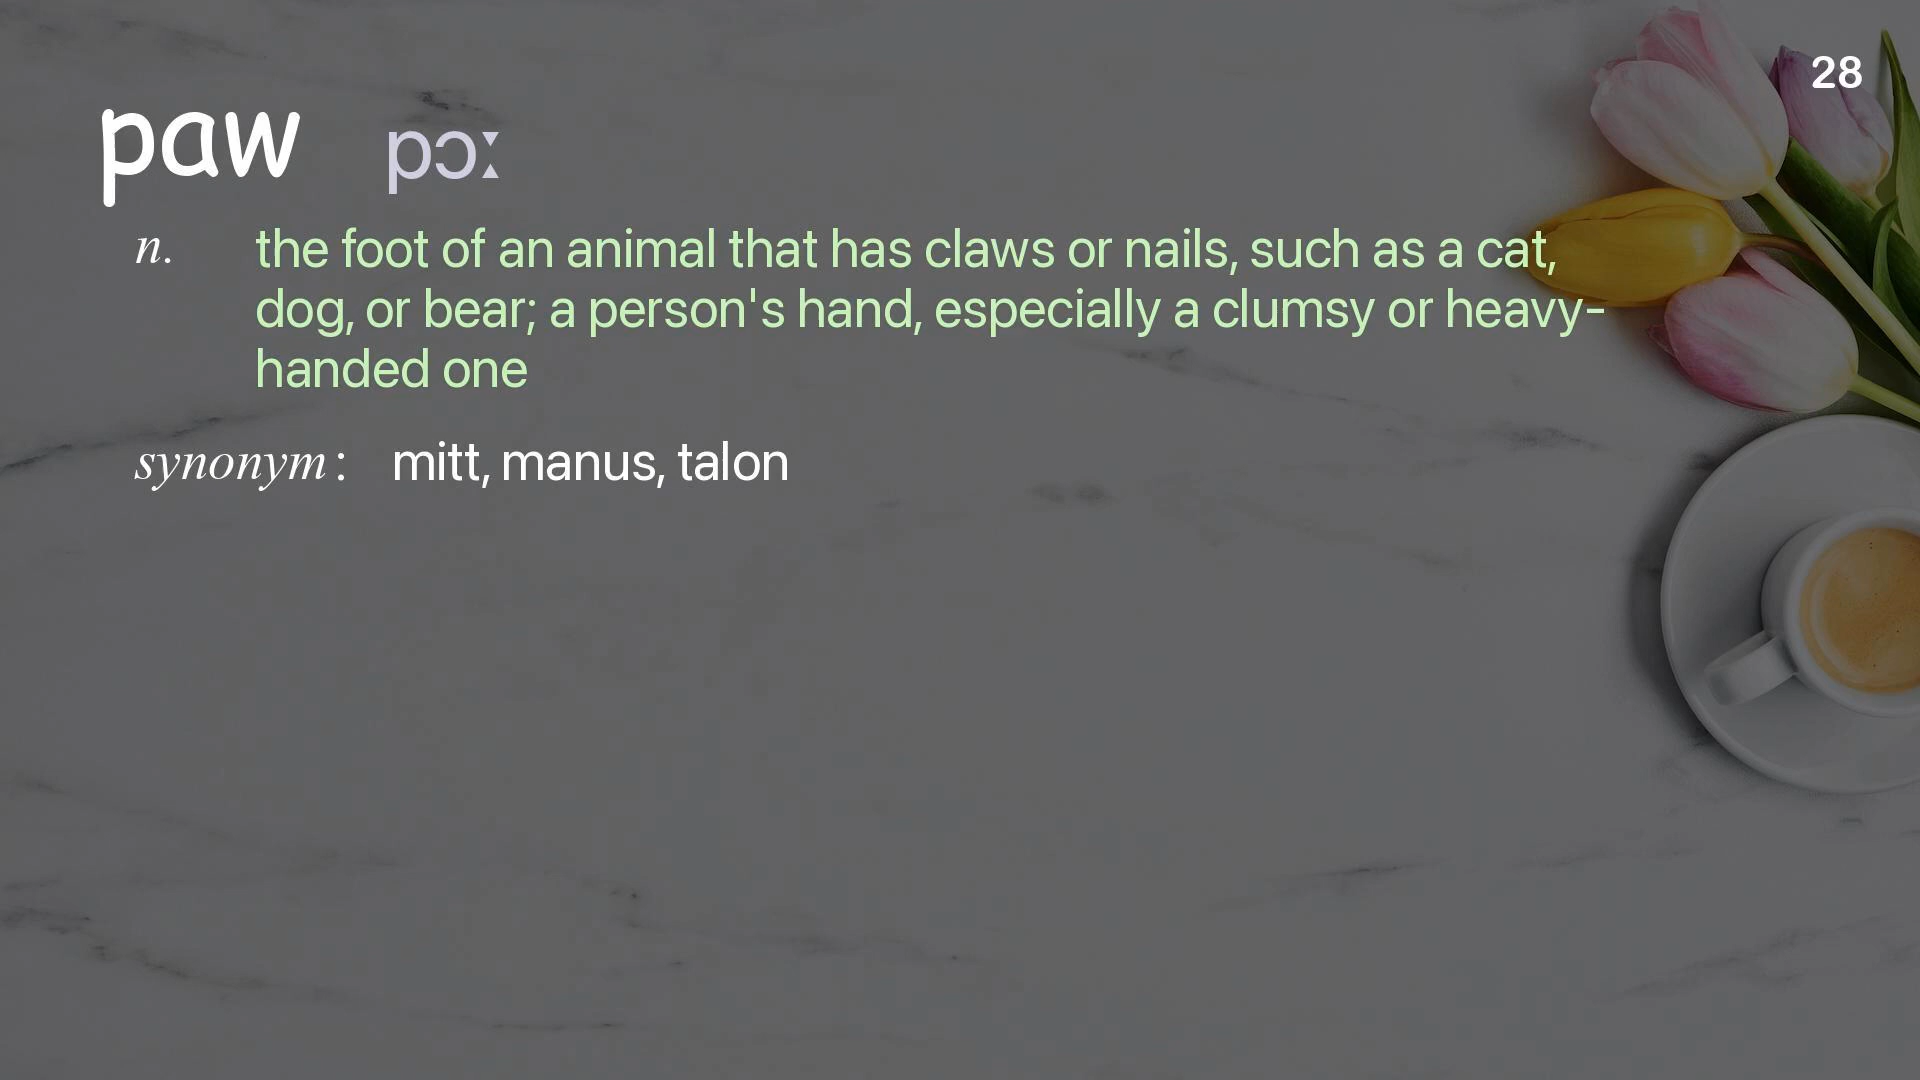 28
paw pɔː
n. the foot of an animal that has claws or nails, such as a cat,
dog, or bear; a person's hand, especially a clumsy or heavy-
handed one
synonym: mitt, manus, talon